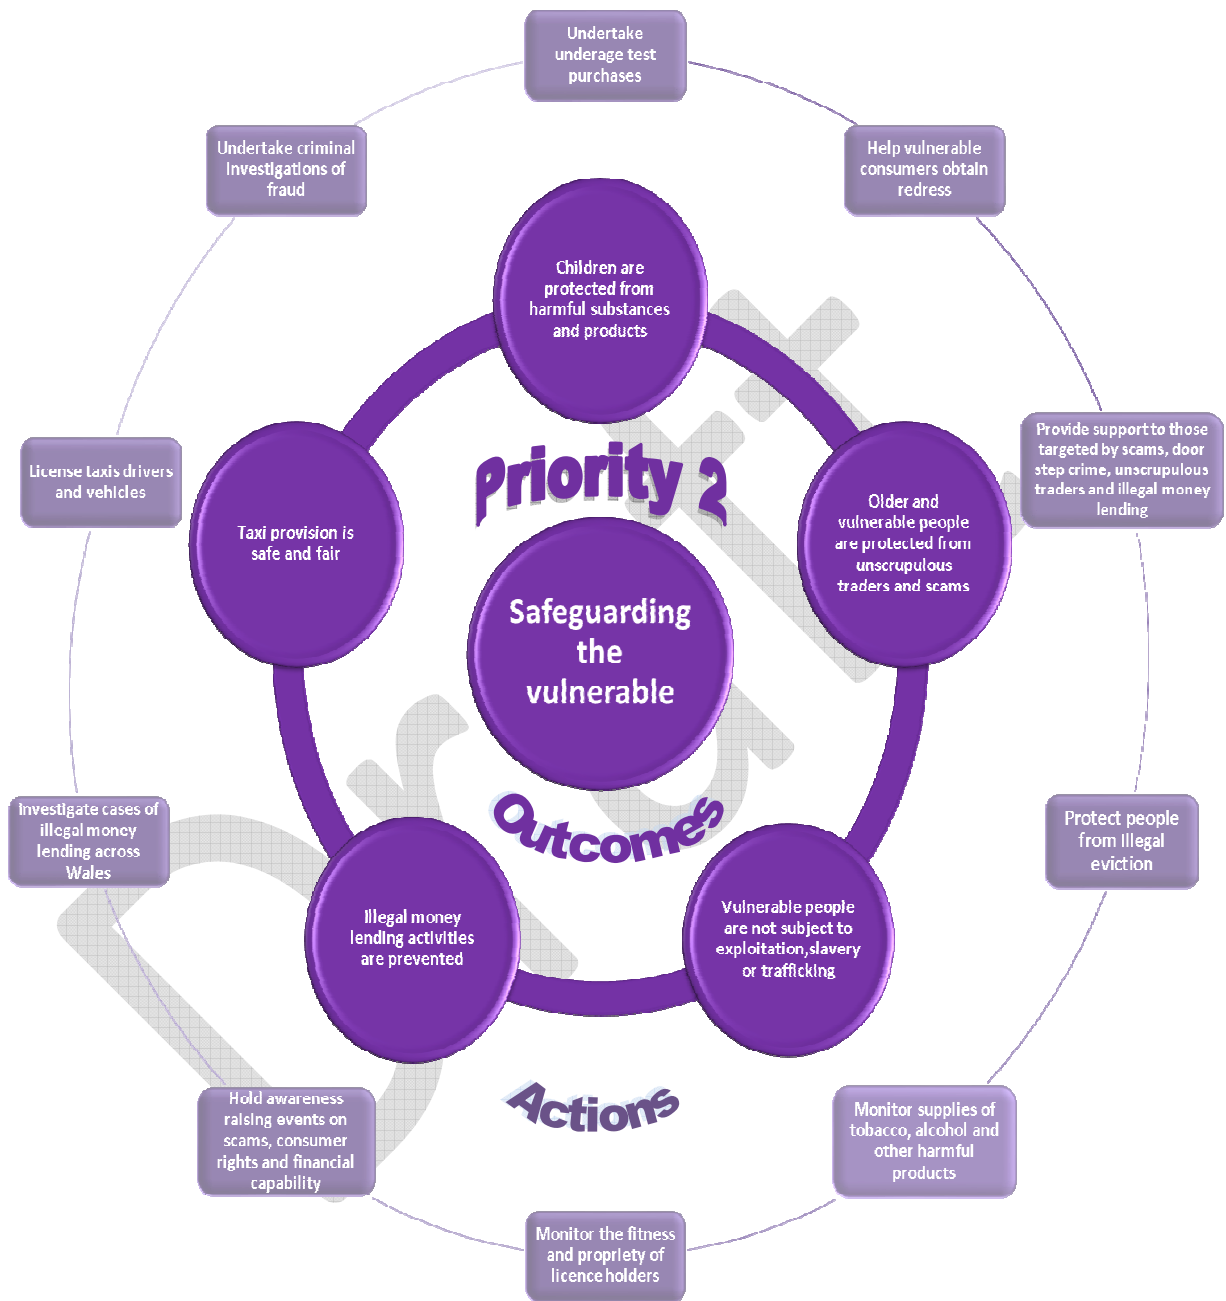 Undertake
underage test
purchases
Help vulnerable
consumers obtain
redress
Provide support to those
targeted by scams, door
step crime, unscrupulous
traders and illegal money
lending
Protect people
from illegal
eviction
Monitor supplies of
tobacco, alcohol and
other harmful
products
Monitor the fitness
and propriety of
licence holders
Hold awareness
raising events on
scams, consumer
rights and financial
capability
Investigate cases of
illegal money
lending across
Wales
License taxis drivers
and vehicles
Undertake criminal
investigations of
fraud
Children are
protected from
harmful substances
and products
Older and
vulnerable people
are protected from
unscrupulous
traders and scams
Vulnerable people
are not subject to
exploitation,slavery
or trafficking
Illegal money
lending activities
are prevented
Taxi provision is
safe and fair
Priority 2
Safeguarding
the
vulnerable
Outcomes
Actions
Draft